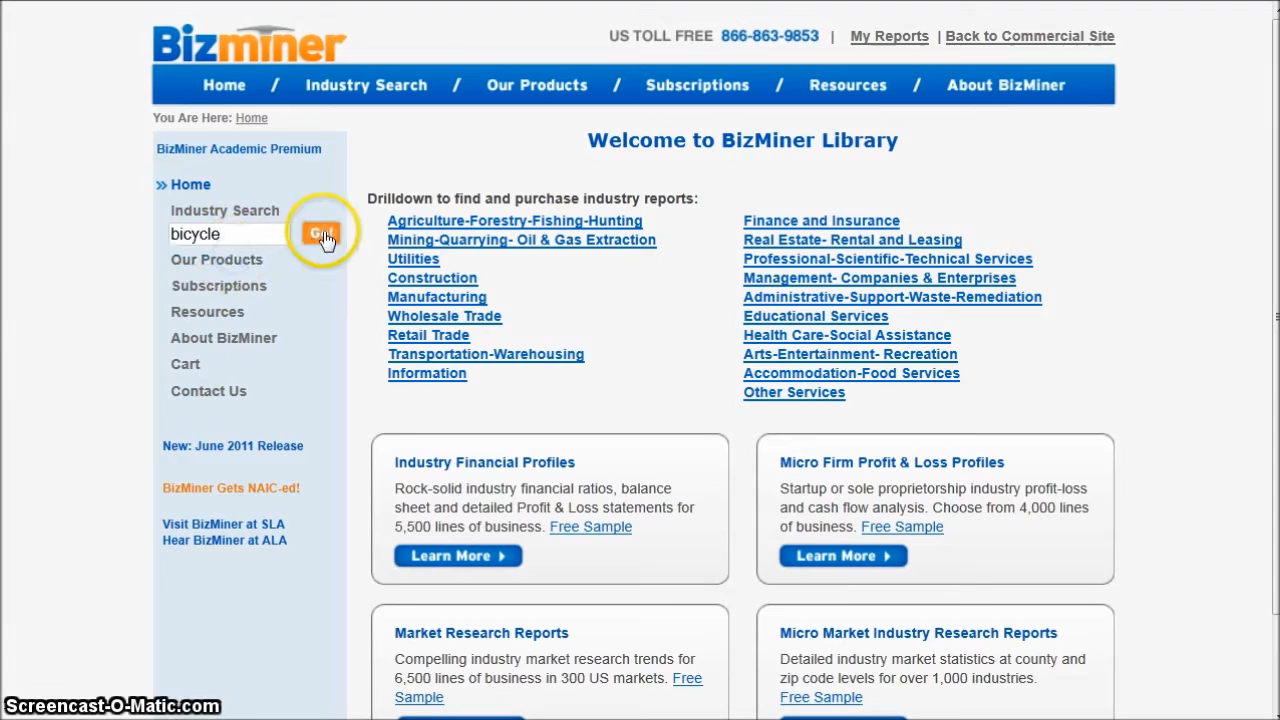 Bizminer
US TOLL FREE 866-863-9853 | My Reports | Back to Commercial Site
Home / Industry Search / Our Products / Subscriptions / Resources / About BizMiner
You Are Here: Home
BizMiner Academic Premium
» Home
Industry Search
bicycle
Go!
Our Products
Subscriptions
Resources
About BizMiner
Cart
Contact Us
New: June 2011 Release
BizMiner Gets NAIC-ed!
Visit BizMiner at SLA
Hear BizMiner at ALA
Welcome to BizMiner Library
Drilldown to find and purchase industry reports:
Agriculture-Forestry-Fishing-Hunting
Mining-Quarrying- Oil & Gas Extraction
Utilities
Construction
Manufacturing
Wholesale Trade
Retail Trade
Transportation-Warehousing
Information
Finance and Insurance
Real Estate- Rental and Leasing
Professional-Scientific-Technical Services
Management- Companies & Enterprises
Administrative-Support-Waste-Remediation
Educational Services
Health Care-Social Assistance
Arts-Entertainment- Recreation
Accommodation-Food Services
Other Services
Industry Financial Profiles
Rock-solid industry financial ratios, balance
sheet and detailed Profit & Loss statements for
5,500 lines of business. Free Sample
Learn More
Micro Firm Profit & Loss Profiles
Startup or sole proprietorship industry profit-loss
and cash flow analysis. Choose from 4,000 lines
of business. Free Sample
Learn More
Market Research Reports
Compelling industry market research trends for
6,500 lines of business in 300 US markets. Free
Sample
Micro Market Industry Research Reports
Detailed industry market statistics at county and
zip code levels for over 1,000 industries.
Free Sample
Screencast-O-Matic.com